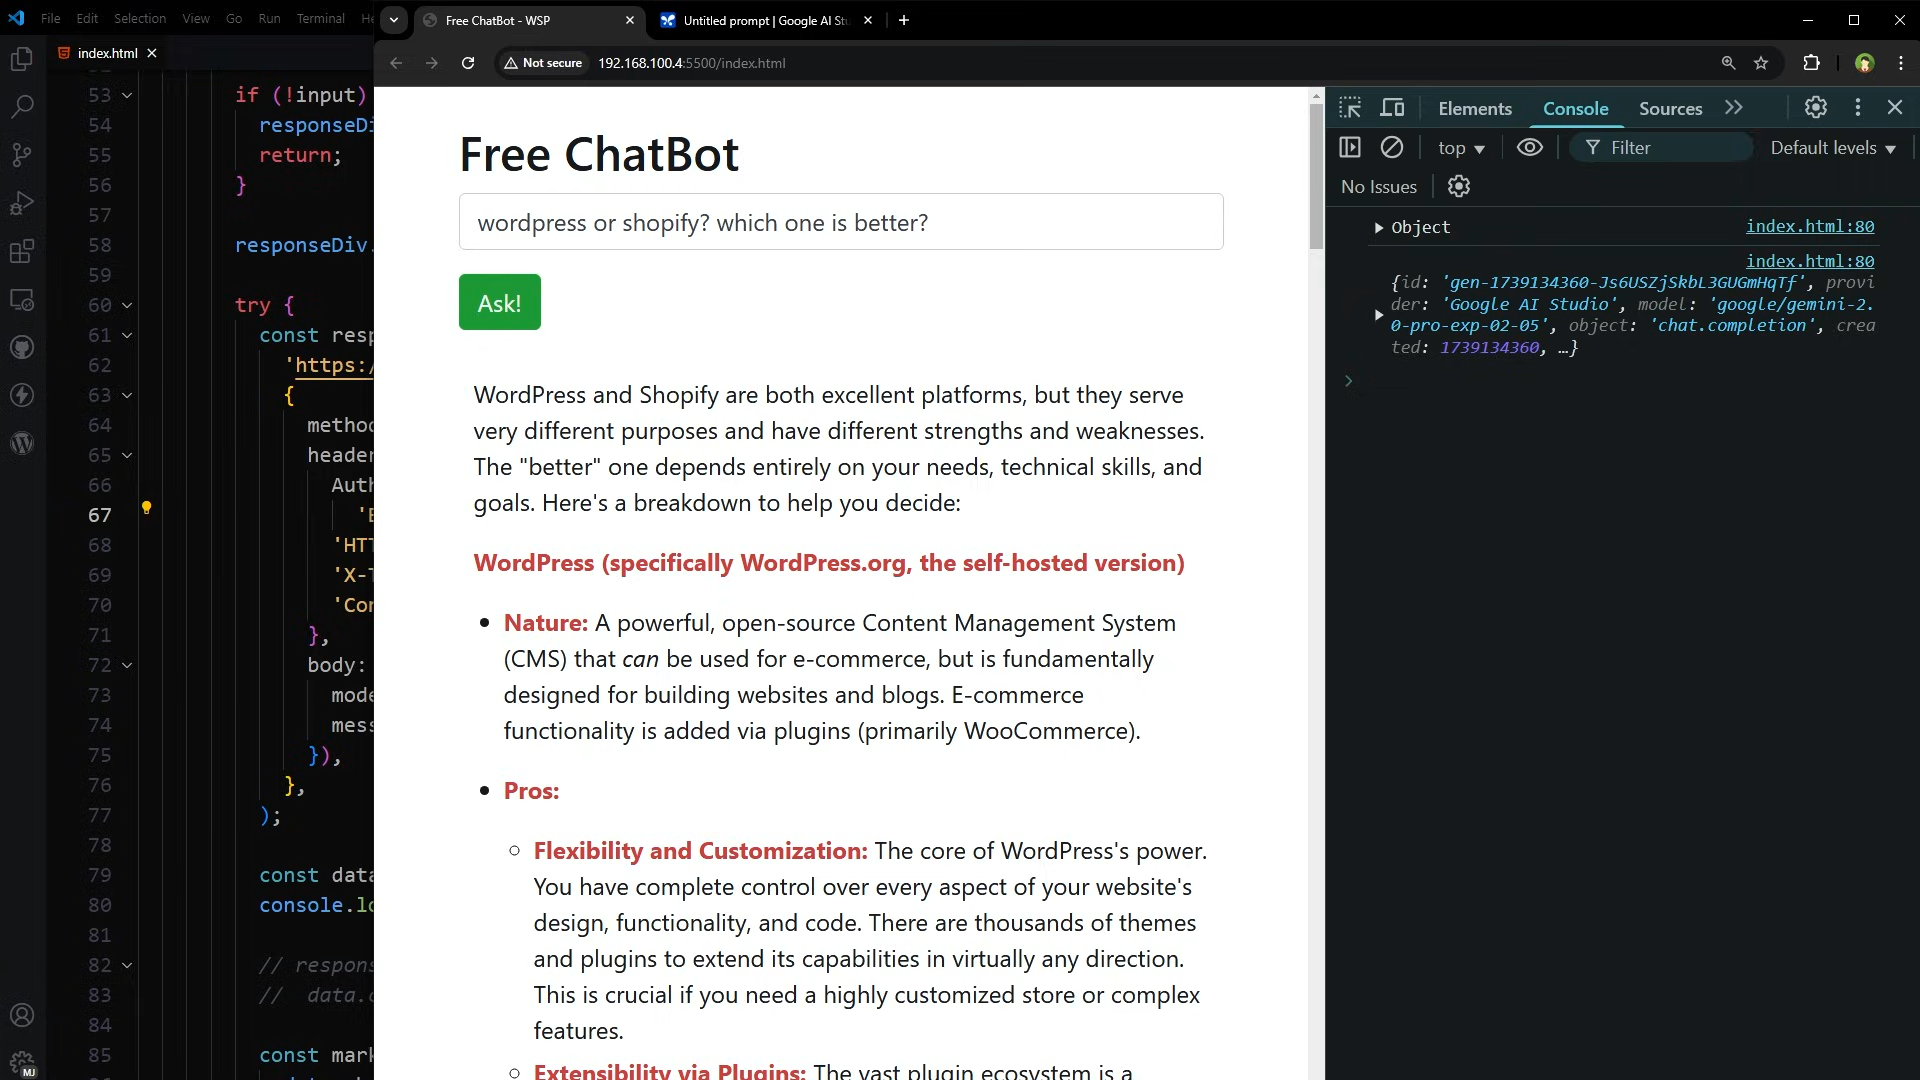 File Edit Selection View Go Run Terminal
index.html
53 if (!input)
54 responseDi
55 return;
56 }
57
58 responseDiv.
59
60 try {
61 const resp
62 'https:/
63 {
64 method
65 header
66 Auth
67
68 'HTT
69 'X-T
70 'Con
71 },
72 body:
73 mode
74 mess
75 }),
76 },
77 );
78
79 const data
80 console.lo
81
82 // respons
83 // data.c
84
85 const mark
MJ
Free ChatBot - WSP
Untitled prompt | Google AI Stu
Not secure 192.168.100.4:5500/index.html
Free ChatBot
wordpress or shopify? which one is better?
Ask!
WordPress and Shopify are both excellent platforms, but they serve
very different purposes and have different strengths and weaknesses.
The "better" one depends entirely on your needs, technical skills, and
goals. Here's a breakdown to help you decide:
WordPress (specifically WordPress.org, the self-hosted version)
Nature: A powerful, open-source Content Management System
(CMS) that can be used for e-commerce, but is fundamentally
designed for building websites and blogs. E-commerce
functionality is added via plugins (primarily WooCommerce).
Pros:
Flexibility and Customization: The core of WordPress's power.
You have complete control over every aspect of your website's
design, functionality, and code. There are thousands of themes
and plugins to extend its capabilities in virtually any direction.
This is crucial if you need a highly customized store or complex
features.
Extensibility via Plugins: The vast plugin ecosystem is a
Elements Console Sources
top Filter Default levels
No Issues
Object index.html:80
index.html:80
{id: 'gen-1739134360-Js6USZjSkbL3GUGmHqTf', provi
der: 'Google AI Studio', model: 'google/gemini-2.
0-pro-exp-02-05', object: 'chat.completion', crea
ted: 1739134360, …}